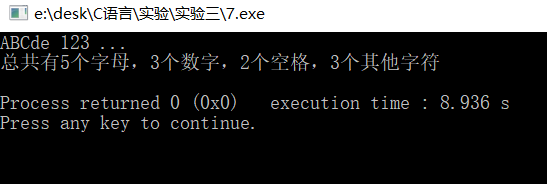 e:\desk\C语言\实验\实验三\7.exe
ABCde 123 ...
总共有5个字母，3个数字，2个空格，3个其他字符
Process returned 0 (0x0)   execution time : 8.936 s
Press any key to continue.